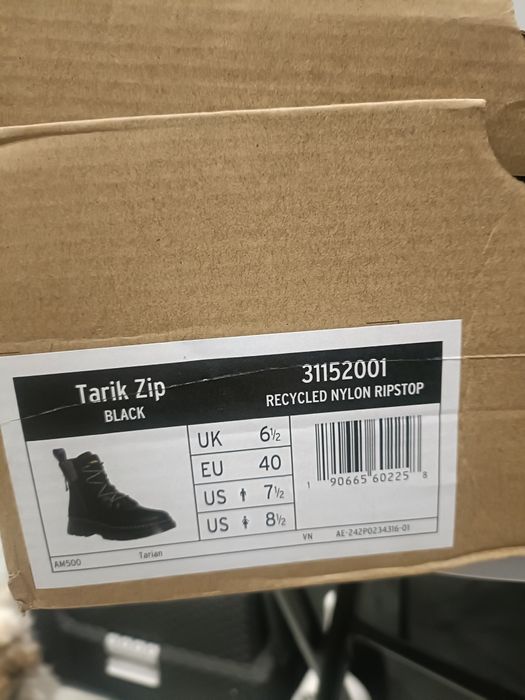 Tarik Zip
BLACK
31152001
RECYCLED NYLON RIPSTOP
UK 6½
EU 40
US 7½
US 8½
1 90665 60225 8
AM500
Tarian
VN
AE-242P0234316-01